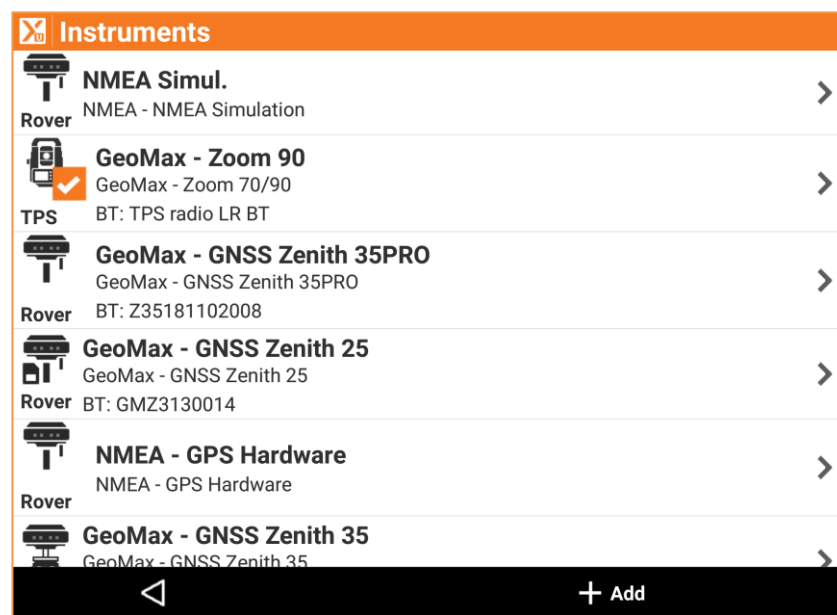 Instruments
NMEA Simul.
NMEA - NMEA Simulation
Rover
GeoMax - Zoom 90
GeoMax - Zoom 70/90
BT: TPS radio LR BT
TPS
GeoMax - GNSS Zenith 35PRO
GeoMax - GNSS Zenith 35PRO
BT: Z35181102008
Rover
GeoMax - GNSS Zenith 25
GeoMax - GNSS Zenith 25
BT: GMZ3130014
Rover
NMEA - GPS Hardware
NMEA - GPS Hardware
Rover
GeoMax - GNSS Zenith 35
GeoMax - GNSS Zenith 35
Add